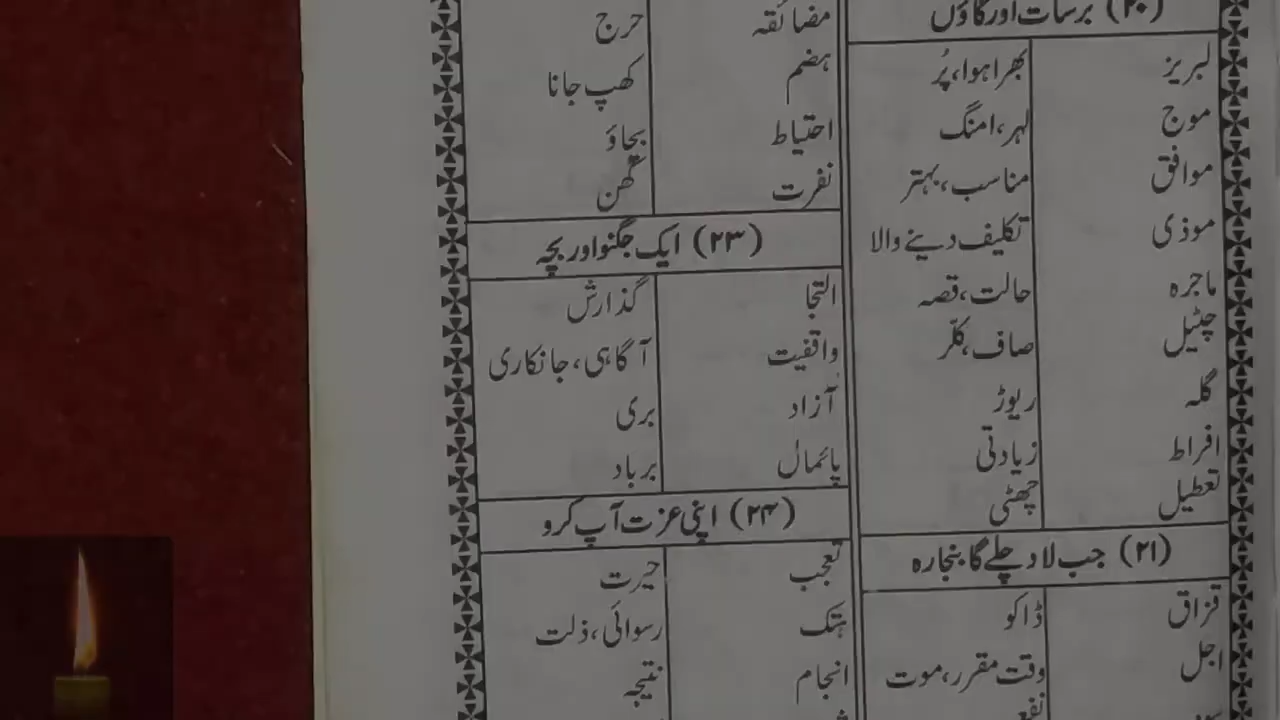 (۲۰) برسات اور گاؤں
لبریز بھرا ہوا، پُر
موج لہر، امنگ
موافق مناسب، بہتر
موذی تکلیف دینے والا
ماجرہ حالت، قصہ
چٹیل صاف، کلّر
گلہ ریوڑ
افراط زیادتی
تعطیل چھٹی
(۲۱) جب لاد چلے گا بنجارہ
قزاق ڈاکو
اجل وقت مقرر، موت
نفع
مضائقہ حرج
ہضم کھپ جانا
احتیاط بچاؤ
نفرت گھن
(۲۳) ایک جگنو اور بچہ
التجا گذارش
واقفیت آگاہی، جانکاری
آزاد بری
پائمال برباد
(۲۴) اپنی عزت آپ کرو
تعجب حیرت
ہتک رسوائی، ذلت
انجام نتیجہ